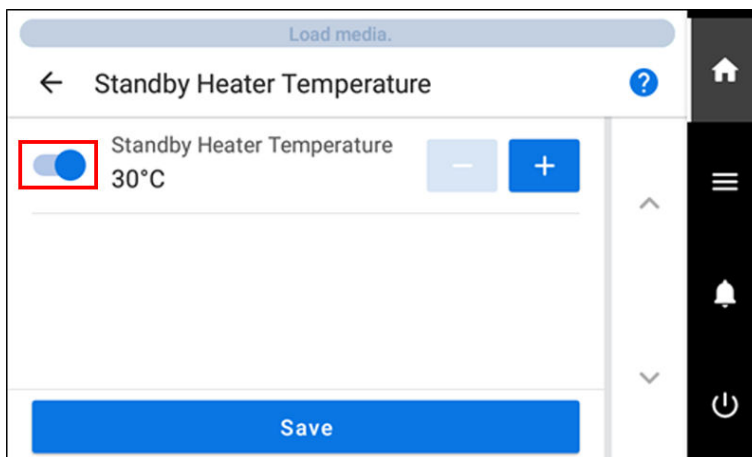 Load media.
Standby Heater Temperature
Standby Heater Temperature
30°C
Save